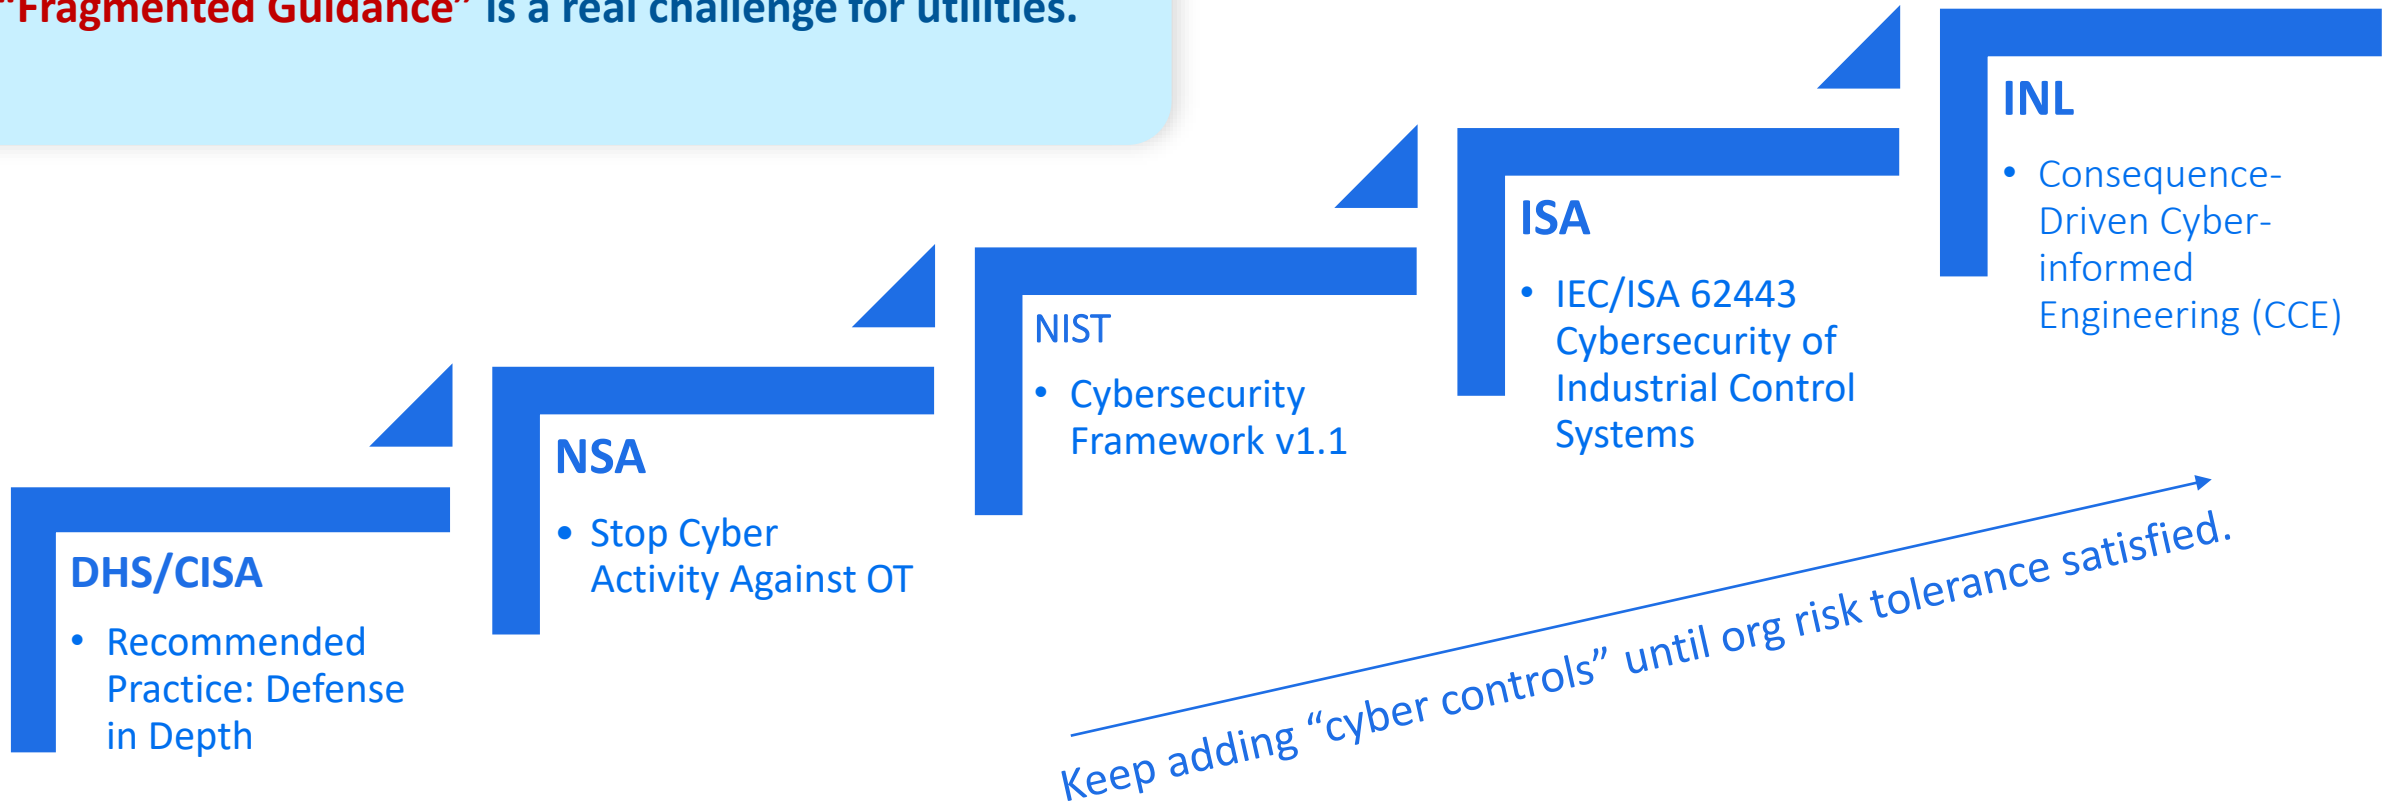 “Fragmented Guidance” is a real challenge for utilities.
DHS/CISA
• Recommended
Practice: Defense
in Depth
NSA
• Stop Cyber
Activity Against OT
NIST
• Cybersecurity
Framework v1.1
ISA
• IEC/ISA 62443
Cybersecurity of
Industrial Control
Systems
INL
• Consequence-
Driven Cyber-
informed
Engineering (CCE)
Keep adding “cyber controls” until org risk tolerance satisfied.